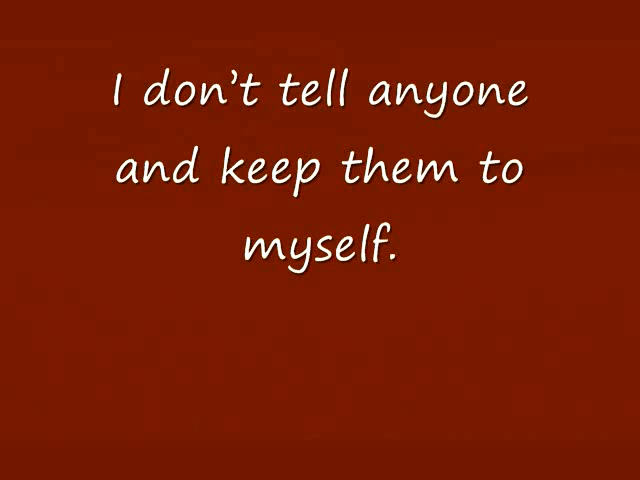 I don’t tell anyone
and keep them to
myself.